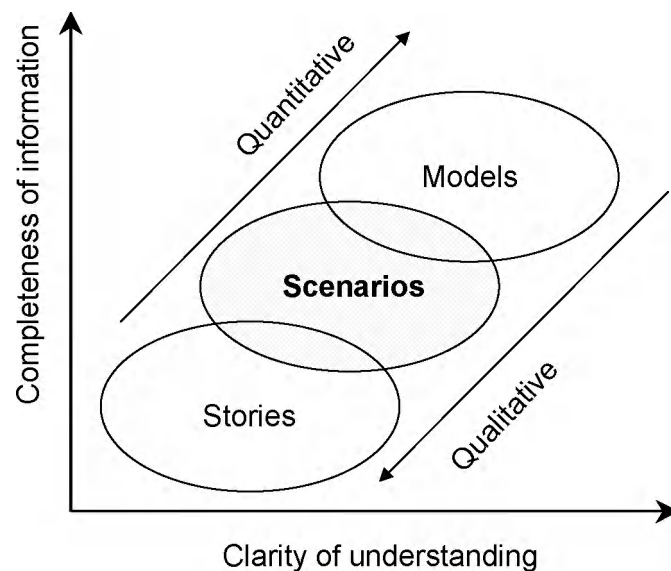 Completeness of information
Quantitative
Models
Scenarios
Stories
Qualitative
Clarity of understanding